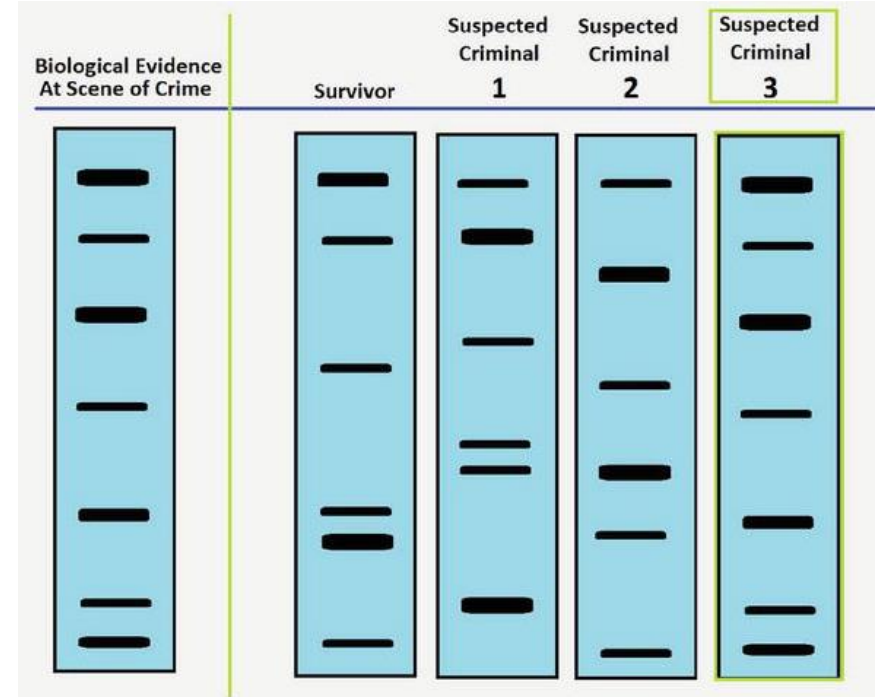 Biological Evidence
At Scene of Crime
Survivor
Suspected
Criminal
1
Suspected
Criminal
2
Suspected
Criminal
3